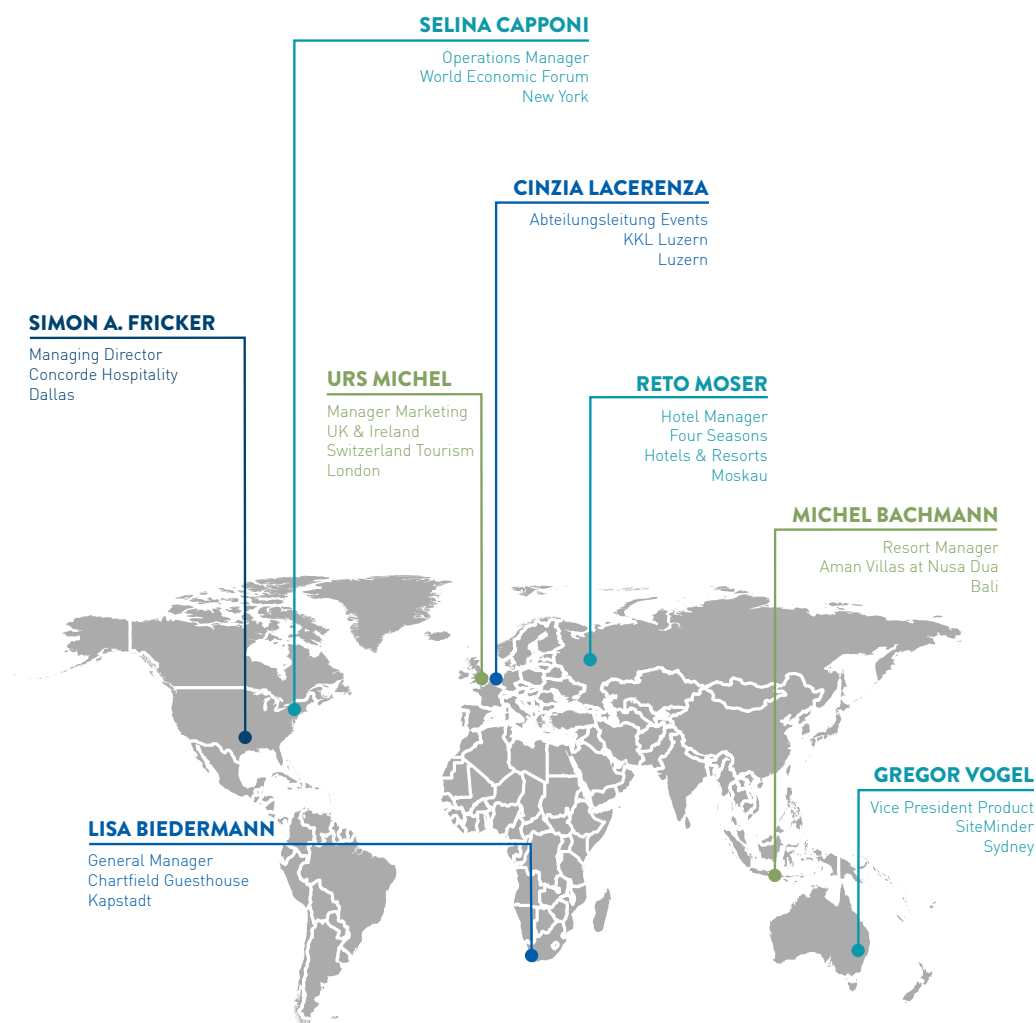 SELINA CAPPONI
Operations Manager
World Economic Forum
New York
CINZIA LACERENZA
Abteilungsleitung Events
KKL Luzern
Luzern
SIMON A. FRICKER
Managing Director
Concorde Hospitality
Dallas
URS MICHEL
Manager Marketing
UK & Ireland
Switzerland Tourism
London
RETO MOSER
Hotel Manager
Four Seasons
Hotels & Resorts
Moskau
MICHEL BACHMANN
Resort Manager
Aman Villas at Nusa Dua
Bali
GREGOR VOGEL
Vice President Product
SiteMinder
Sydney
LISA BIEDERMANN
General Manager
Chartfield Guesthouse
Kapstadt